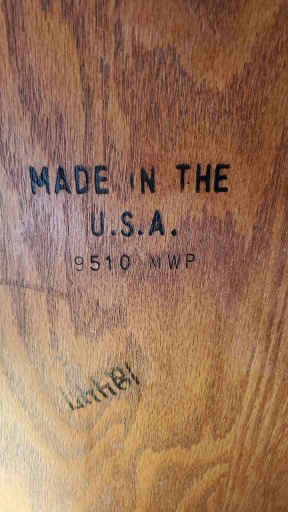 MADE IN THE
U.S.A.
9510 MWP